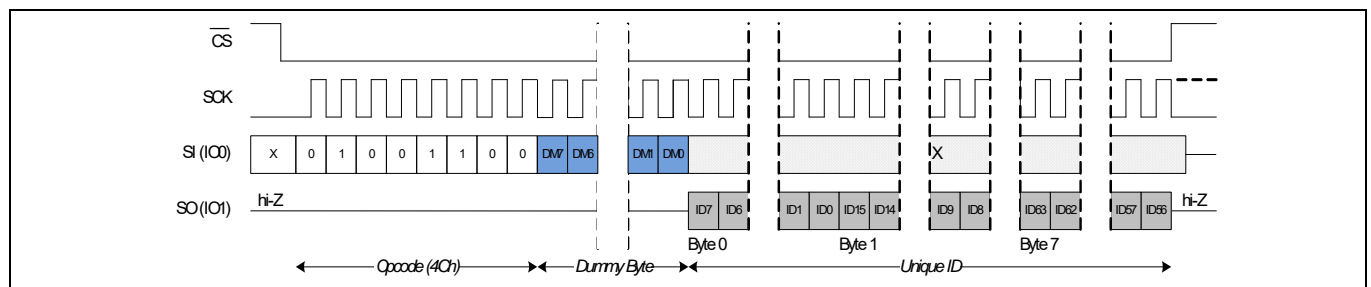 CS
SCK
SI (IO0) X 0 1 0 0 1 1 0 0 DM7 DM6 DM1 DM0 X
SO (IO1) hi-Z ID7 ID6 ID1 ID0 ID15 ID14 ID9 ID8 ID63 ID62 ID57 ID56 hi-Z
Byte 0 Byte 1 Byte 7
Opcode (4Ch) Dummy Byte Unique ID